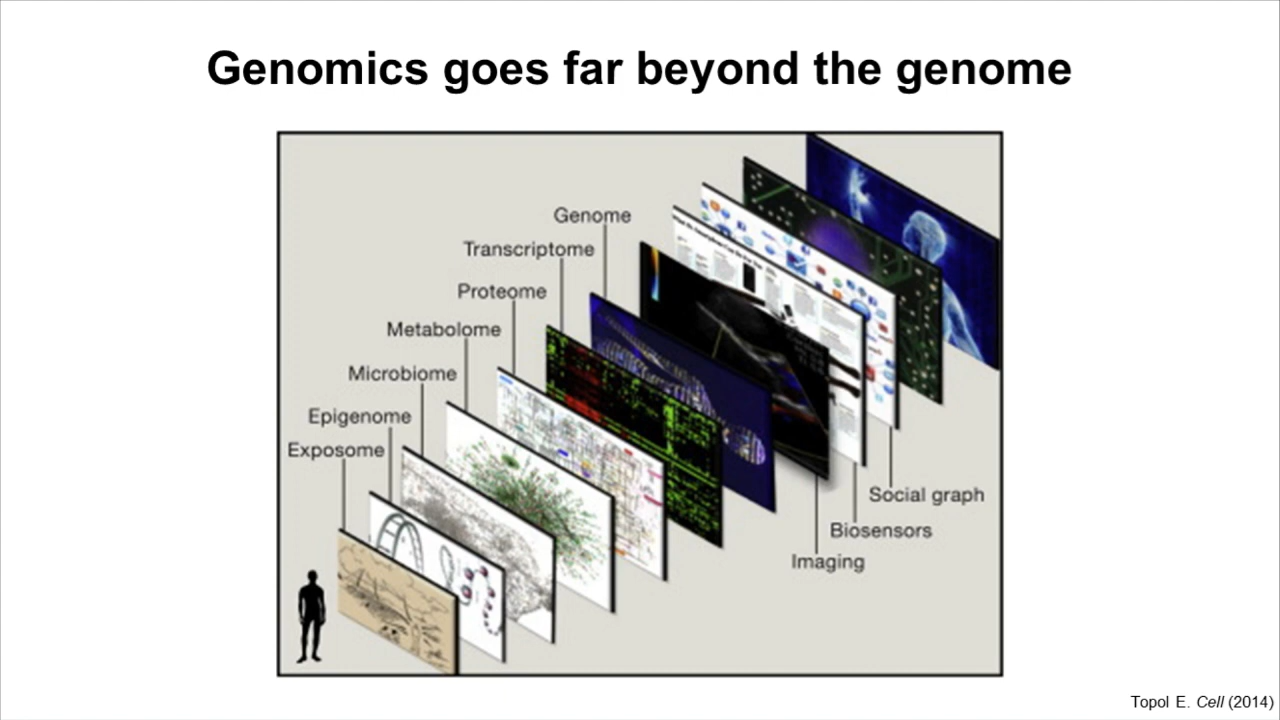 Genomics goes far beyond the genome
Genome
Transcriptome
Proteome
Metabolome
Microbiome
Epigenome
Exposome
Social graph
Biosensors
Imaging
Topol E. Cell (2014)